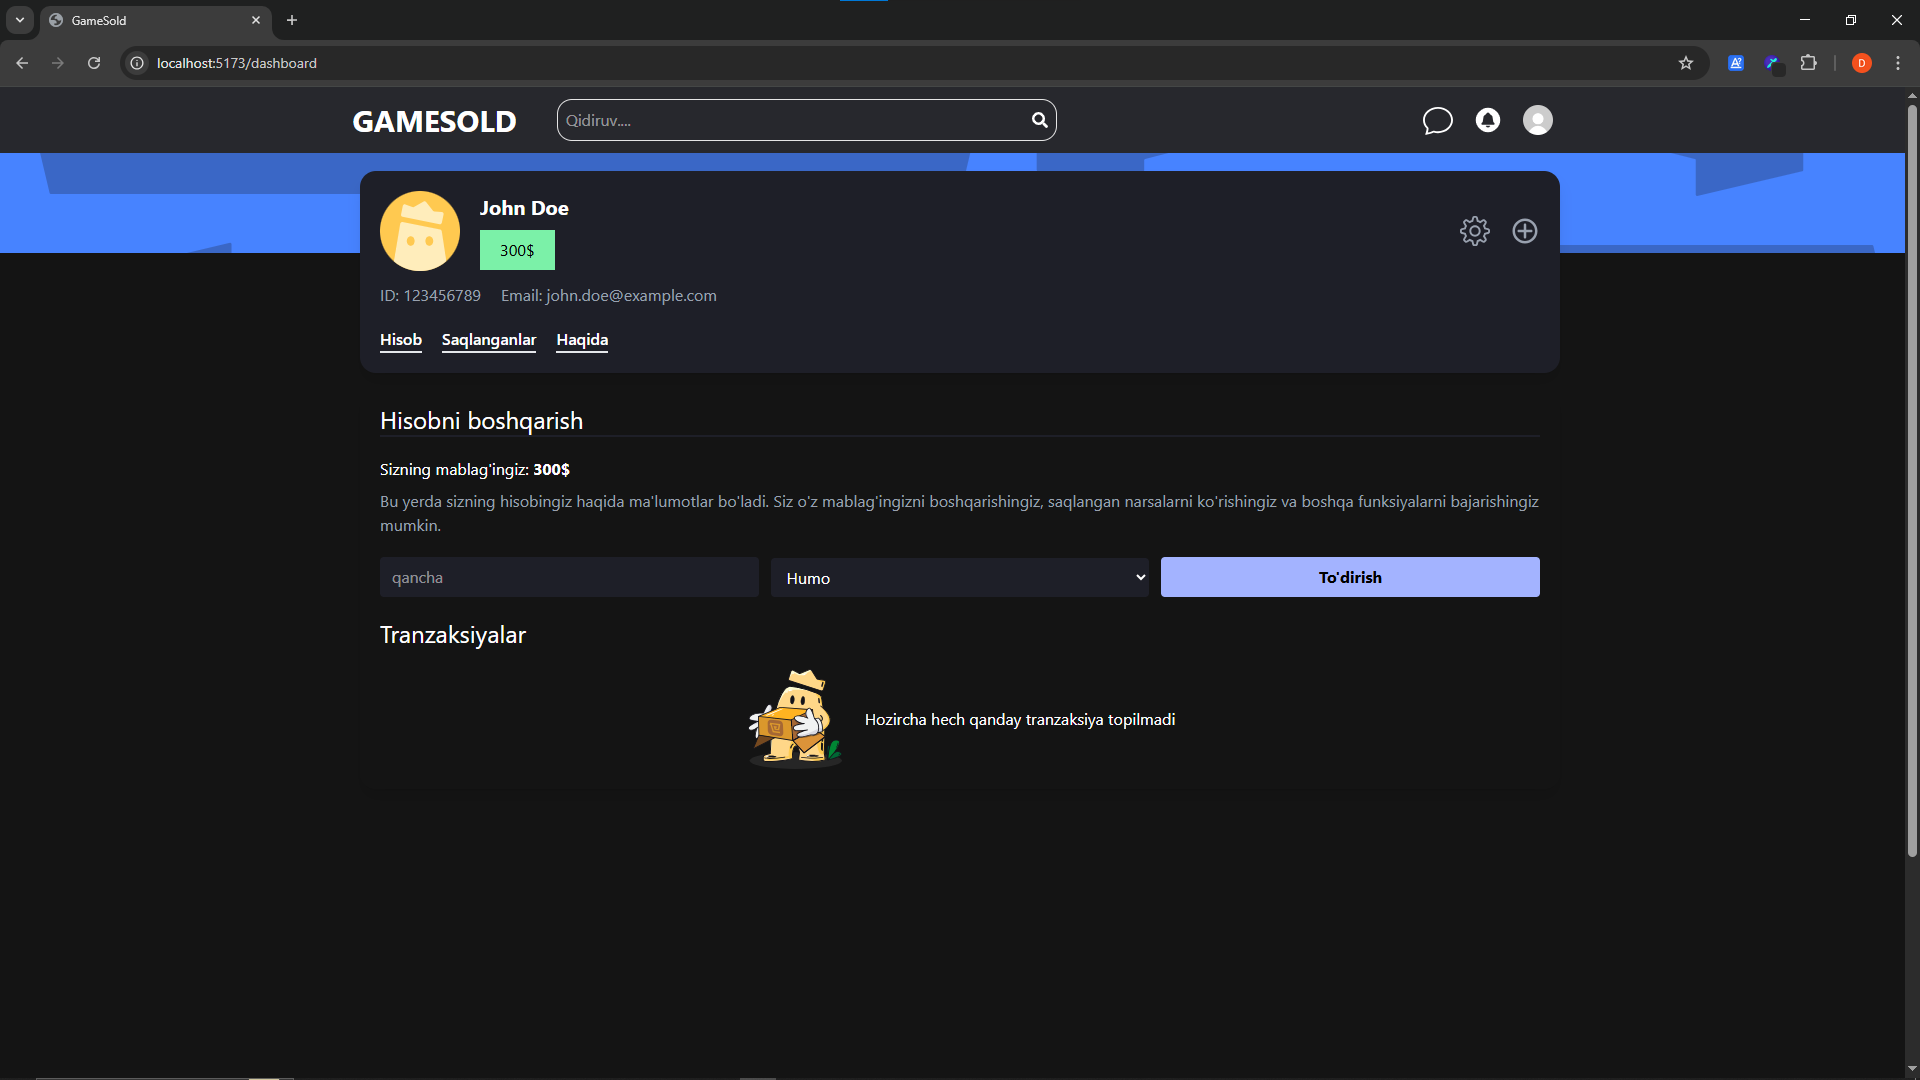 GameSold
localhost:5173/dashboard
D
GAMESOLD
Qidiruv....
John Doe
300$
ID: 123456789 Email: john.doe@example.com
Hisob Saqlanganlar Haqida
Hisobni boshqarish
Sizning mablag'ingiz: 300$
Bu yerda sizning hisobingiz haqida ma'lumotlar bo'ladi. Siz o'z mablag'ingizni boshqarishingiz, saqlangan narsalarni ko'rishingiz va boshqa funksiyalarni bajarishingiz
mumkin.
qancha Humo To'dirish
Tranzaksiyalar
Hozircha hech qanday tranzaksiya topilmadi